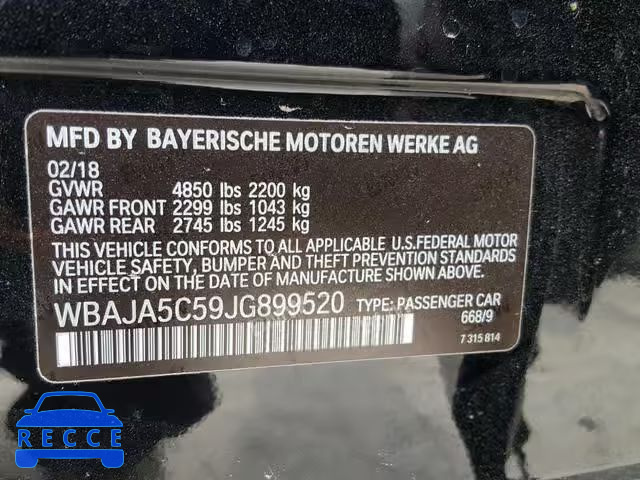 MFD BY BAYERISCHE MOTOREN WERKE AG
02/18
GVWR 4850 lbs 2200 kg
GAWR FRONT 2299 lbs 1043 kg
GAWR REAR 2745 lbs 1245 kg
THIS VEHICLE CONFORMS TO ALL APPLICABLE U.S.FEDERAL MOTOR
VEHICLE SAFETY, BUMPER AND THEFT PREVENTION STANDARDS
IN EFFECT ON THE DATE OF MANUFACTURE SHOWN ABOVE.
WBAJA5C59JG899520 TYPE: PASSENGER CAR
668/9
7 315 814
RECCE